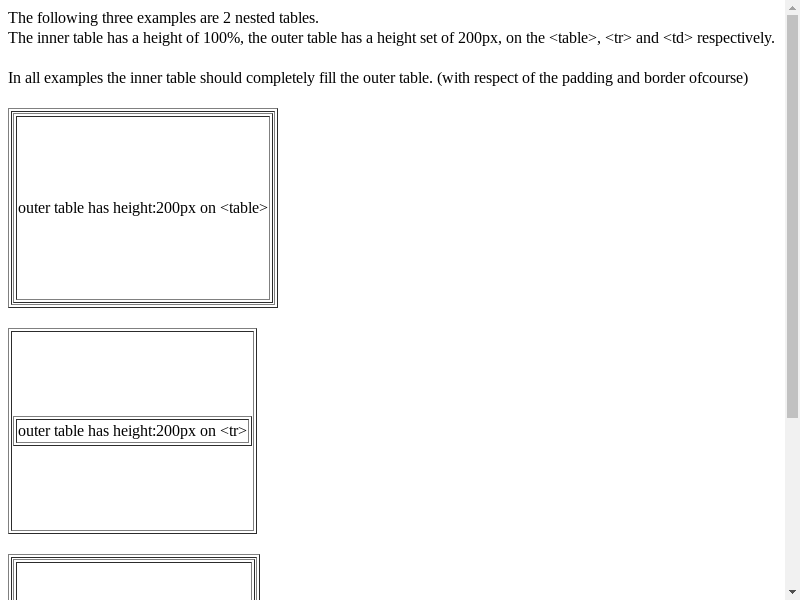 The following three examples are 2 nested tables.
The inner table has a height of 100%, the outer table has a height set of 200px, on the <table>, <tr> and <td> respectively.
In all examples the inner table should completely fill the outer table. (with respect of the padding and border ofcourse)
outer table has height:200px on <table>
outer table has height:200px on <tr>